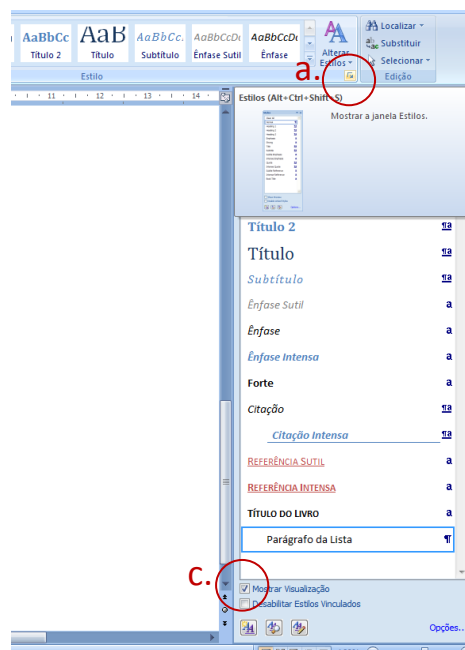 AaBbCc AaB AaBbCc. AaBbCcDt AaBbCcDt
Título 2 Título Subtítulo Ênfase Sutil Ênfase
Alterar Estilos
Localizar
Substituir
Selecionar
Estilo
Edição
a.
11 12 13 14
Estilos (Alt+Ctrl+Shift+S)
Mostrar a janela Estilos.
Título 2 ¶a
Título ¶a
Subtítulo ¶a
Ênfase Sutil a
Ênfase a
Ênfase Intensa a
Forte a
Citação ¶a
Citação Intensa ¶a
REFERÊNCIA SUTIL a
REFERÊNCIA INTENSA a
TÍTULO DO LIVRO a
Parágrafo da Lista ¶
c.
Mostrar Visualização
Desabilitar Estilos Vinculados
Opções...